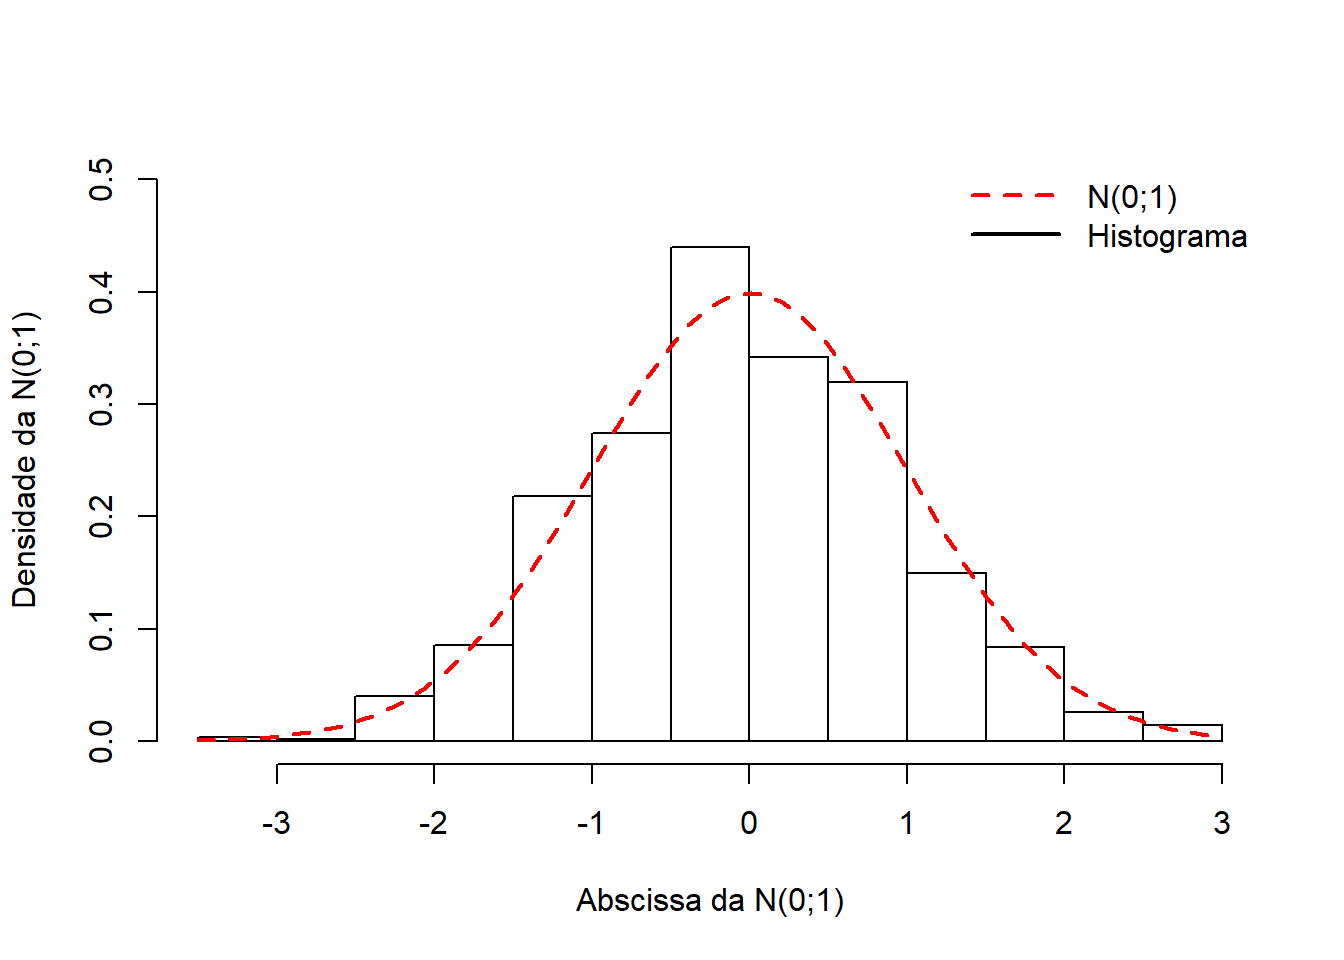 N(0;1)
Histograma
Densidade da N(0;1)
0.5
0.4
0.3
0.2
0.1
0.0
-3 -2 -1 0 1 2 3
Abscissa da N(0;1)